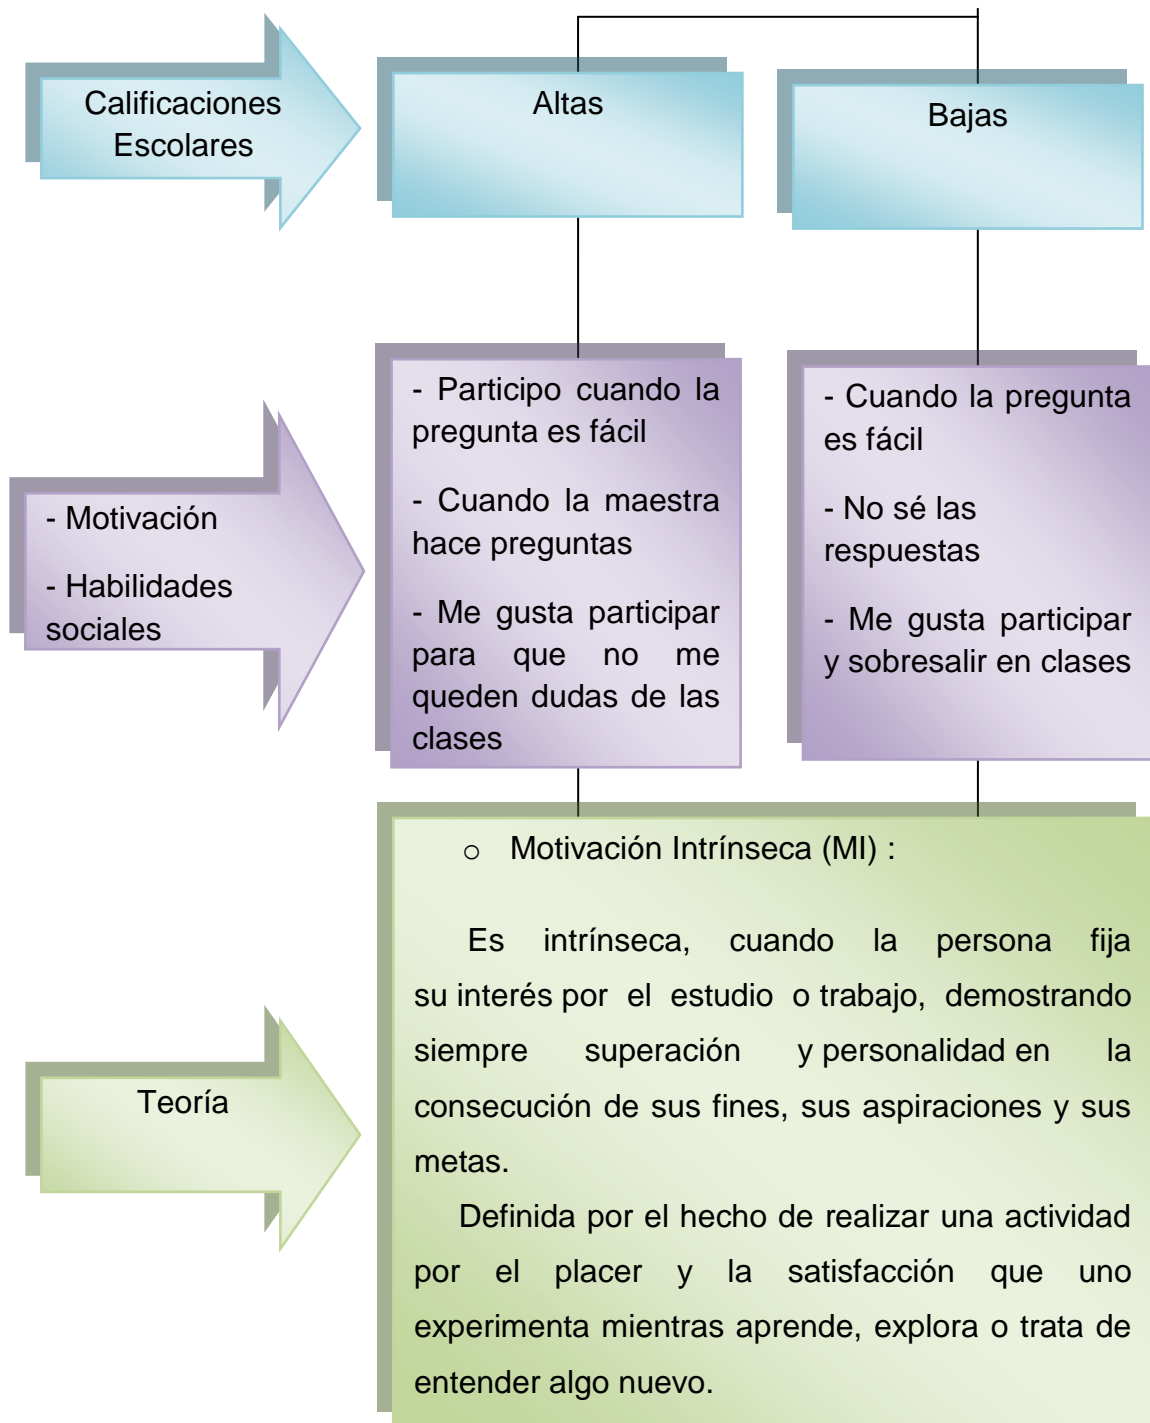 Calificaciones
Escolares
Altas
Bajas
- Motivación
- Habilidades
sociales
- Participo cuando la
pregunta es fácil
- Cuando la maestra
hace preguntas
- Me gusta participar
para que no me
queden dudas de las
clases
- Cuando la pregunta
es fácil
- No sé las
respuestas
- Me gusta participar
y sobresalir en clases
Teoría
o Motivación Intrínseca (MI) :
Es intrínseca, cuando la persona fija
su interés por el estudio o trabajo, demostrando
siempre superación y personalidad en la
consecución de sus fines, sus aspiraciones y sus
metas.
Definida por el hecho de realizar una actividad
por el placer y la satisfacción que uno
experimenta mientras aprende, explora o trata de
entender algo nuevo.